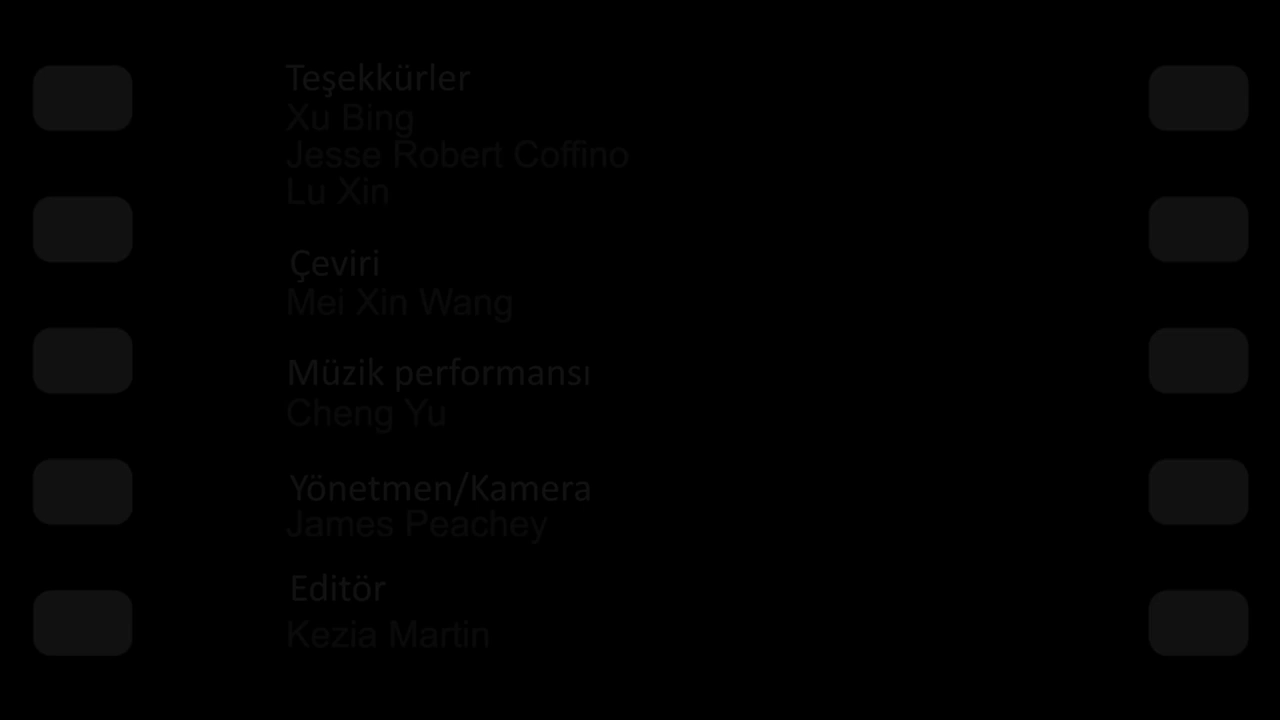 Teşekkürler
Xu Bing
Jesse Robert Coffino
Lu Xin
Çeviri
Mei Xin Wang
Müzik performansı
Cheng Yu
Yönetmen/Kamera
James Peachey
Editör
Kezia Martin